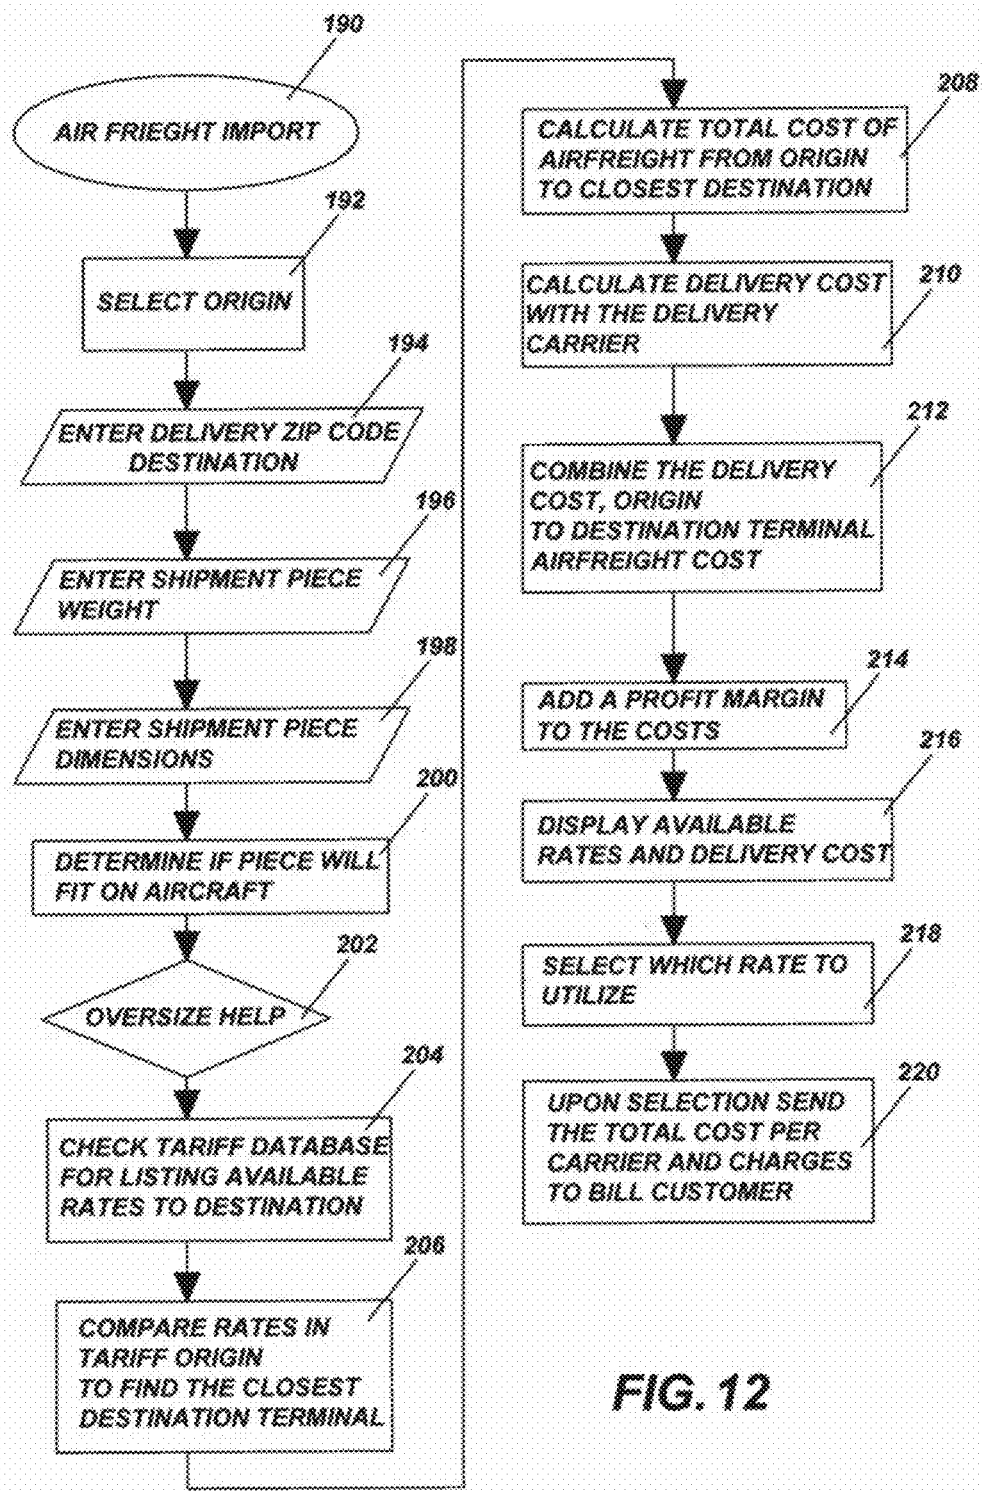 190
AIR FRIEGHT IMPORT
192
SELECT ORIGIN
194
ENTER DELIVERY ZIP CODE
DESTINATION
196
ENTER SHIPMENT PIECE
WEIGHT
198
ENTER SHIPMENT PIECE
DIMENSIONS
200
DETERMINE IF PIECE WILL
FIT ON AIRCRAFT
202
OVERSIZE HELP
204
CHECK TARIFF DATABASE
FOR LISTING AVAILABLE
RATES TO DESTINATION
206
COMPARE RATES IN
TARIFF ORIGIN
TO FIND THE CLOSEST
DESTINATION TERMINAL
208
CALCULATE TOTAL COST OF
AIRFREIGHT FROM ORIGIN
TO CLOSEST DESTINATION
210
CALCULATE DELIVERY COST
WITH THE DELIVERY
CARRIER
212
COMBINE THE DELIVERY
COST, ORIGIN
TO DESTINATION TERMINAL
AIRFREIGHT COST
214
ADD A PROFIT MARGIN
TO THE COSTS
216
DISPLAY AVAILABLE
RATES AND DELIVERY COST
218
SELECT WHICH RATE TO
UTILIZE
220
UPON SELECTION SEND
THE TOTAL COST PER
CARRIER AND CHARGES
TO BILL CUSTOMER
FIG. 12